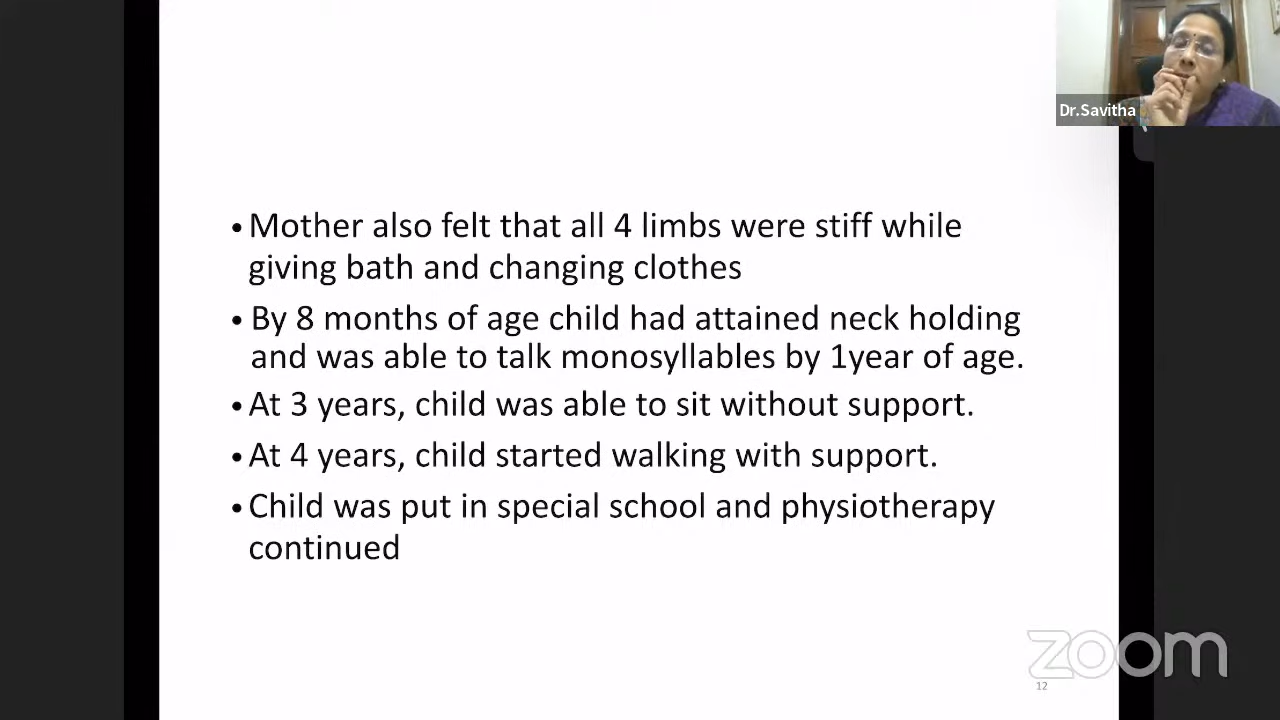 Dr.Savitha
• Mother also felt that all 4 limbs were stiff while
giving bath and changing clothes
• By 8 months of age child had attained neck holding
and was able to talk monosyllables by 1year of age.
• At 3 years, child was able to sit without support.
• At 4 years, child started walking with support.
• Child was put in special school and physiotherapy
continued
zoom
12